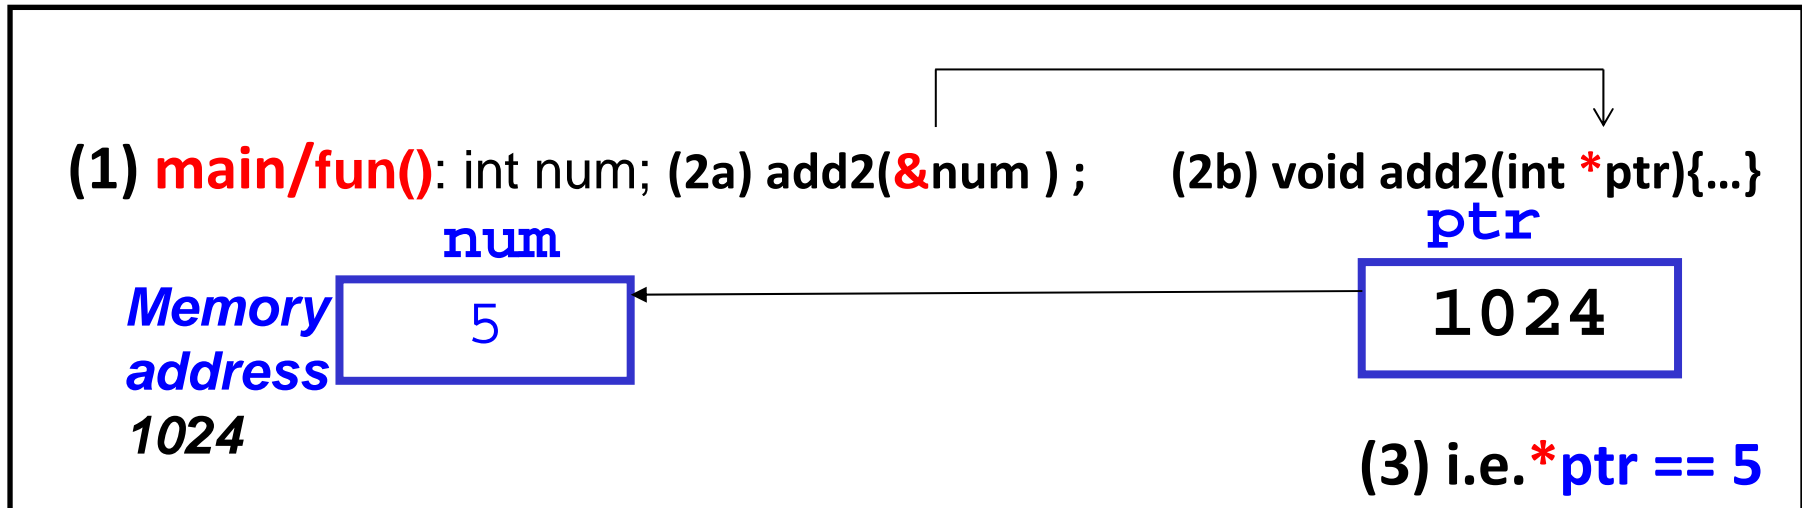 (1) main/fun(): int num; (2a) add2(&num ) ; (2b) void add2(int *ptr){…}
num
ptr
Memory
address
1024
5
1024
(3) i.e.*ptr == 5